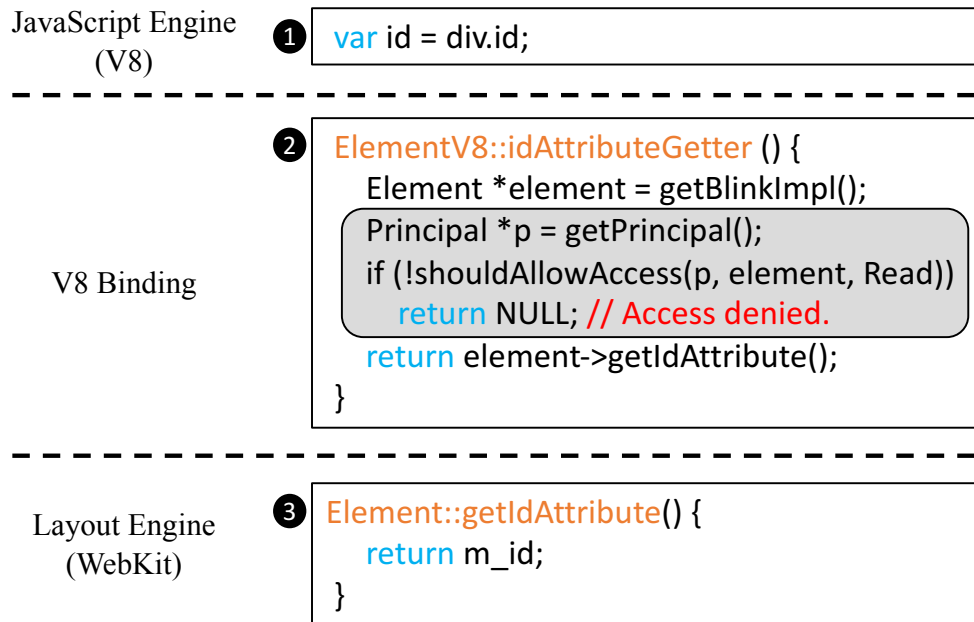 JavaScript Engine
(V8)
❶ var id = div.id;
❷ ElementV8::idAttributeGetter () {
Element *element = getBlinkImpl();
Principal *p = getPrincipal();
if (!shouldAllowAccess(p, element, Read))
return NULL; // Access denied.
return element->getIdAttribute();
}
V8 Binding
❸ Element::getIdAttribute() {
return m_id;
}
Layout Engine
(WebKit)